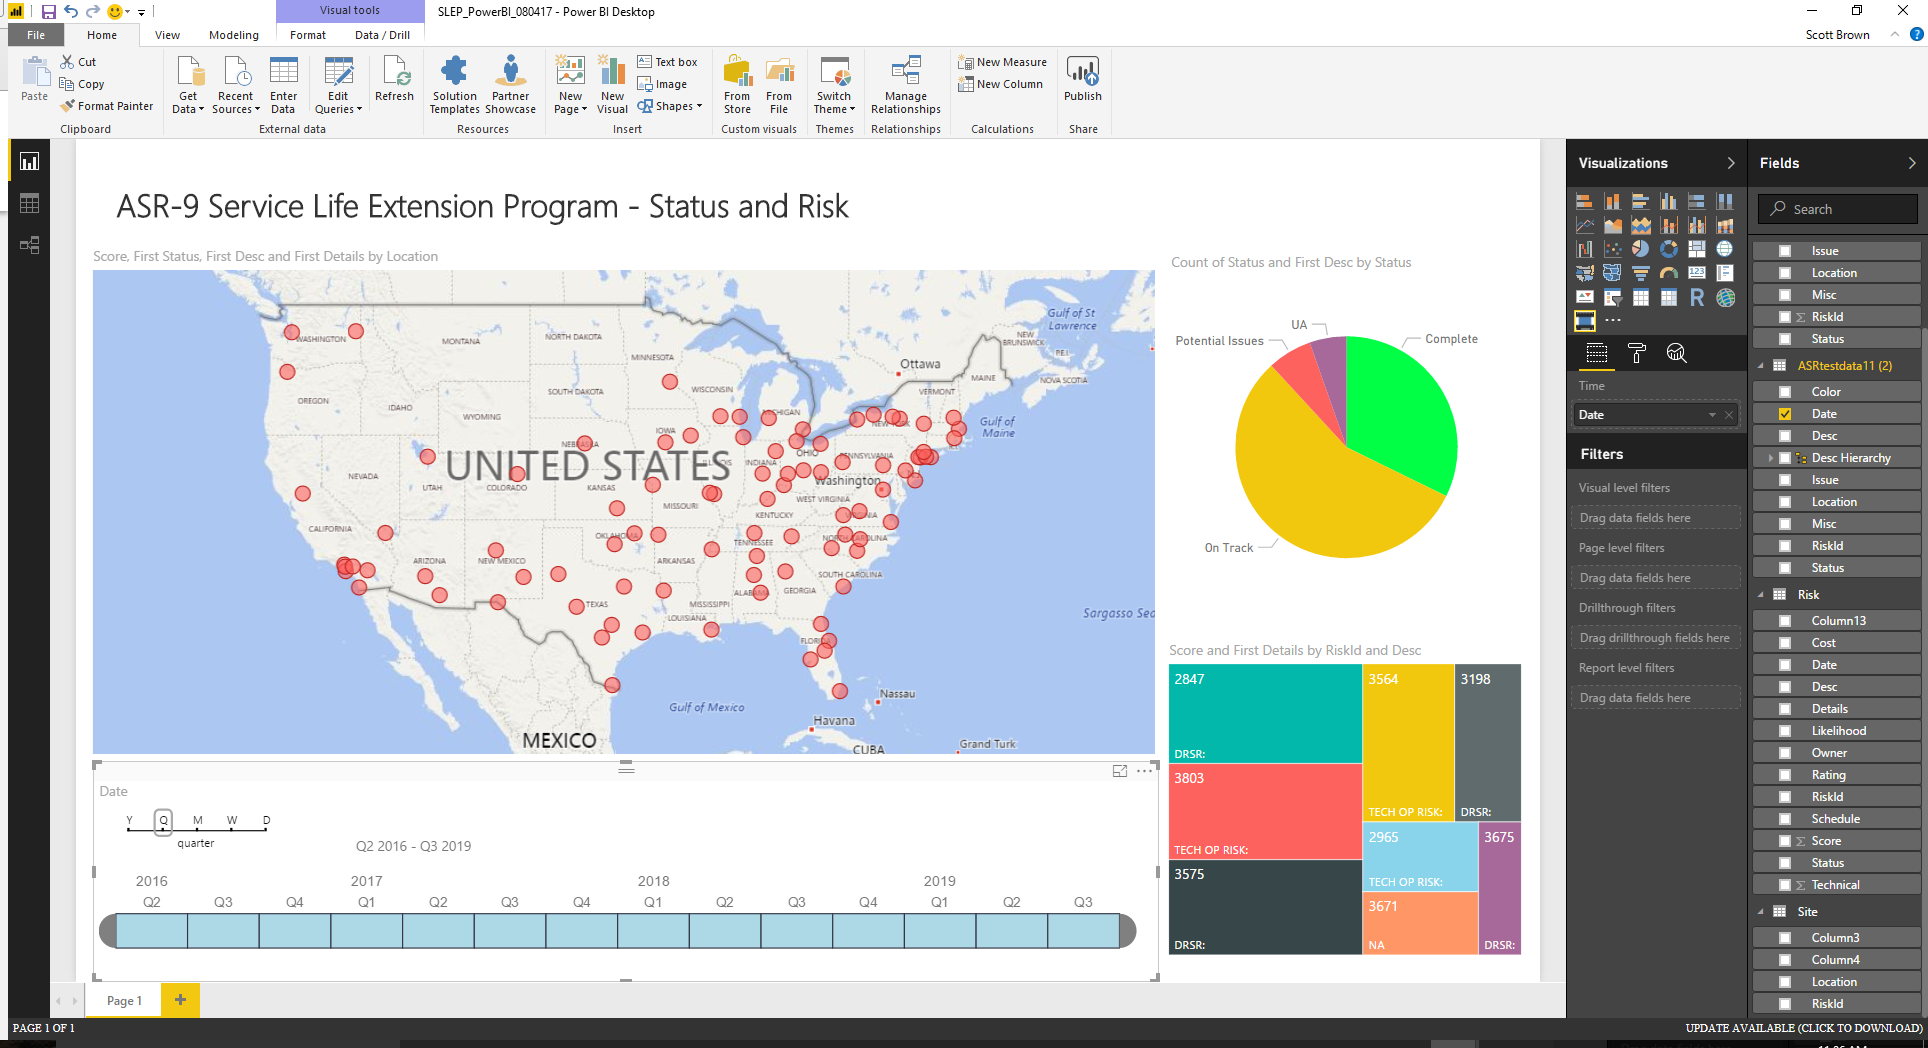 Visual tools
SLEP_PowerBI_080417 - Power BI Desktop
File
Home
View
Modeling
Format
Data / Drill
Scott Brown
Paste
Cut
Copy
Format Painter
Clipboard
Get Data
Recent Sources
Enter Data
Edit Queries
Refresh
External data
Solution Templates
Partner Showcase
Resources
New Page
New Visual
Text box
Image
Shapes
Insert
From Store
From File
Custom visuals
Switch Theme
Themes
Manage Relationships
Relationships
New Measure
New Column
Calculations
Publish
Share
ASR-9 Service Life Extension Program - Status and Risk
Score, First Status, First Desc and First Details by Location
WASHINGTON
MONTANA
NORTH DAKOTA
MINNESOTA
Ottawa
Gulf of St Lawrence
NEW BRUNSWICK
P.E.I.
NOVA SCOTIA
MAINE
VERMONT
Gulf of Maine
OREGON
IDAHO
SOUTH DAKOTA
WISCONSIN
WYOMING
IOWA
NEBRASKA
UNITED STATES
INDIANA
OHIO
PENNSYLVANIA
Washington
NEVADA
UTAH
COLORADO
KANSAS
MISSOURI
WEST VIRGINIA
KENTUCKY
CALIFORNIA
TENNESSEE
ARIZONA
NEW MEXICO
OKLAHOMA
ARKANSAS
SOUTH CAROLINA
GEORGIA
MISSISSIPPI
TEXAS
LOUISIANA
Sargasso Sea
Gulf of Mexico
Nassau
Havana
CUBA
Grand Turk
MEXICO
Count of Status and First Desc by Status
UA
Potential Issues
Complete
On Track
Score and First Details by RiskId and Desc
2847
DRSR:
3803
TECH OP RISK:
3575
DRSR:
3564
TECH OP RISK:
3198
DRSR:
2965
TECH OP RISK:
3671
NA
3675
DRSR:
Date
Y Q M W D
quarter
Q2 2016 - Q3 2019
2016 2017 2018 2019
Q2 Q3 Q4 Q1 Q2 Q3 Q4 Q1 Q2 Q3 Q4 Q1 Q2 Q3
Page 1
PAGE 1 OF 1
UPDATE AVAILABLE (CLICK TO DOWNLOAD)
Visualizations
R
123
Time
Date
Filters
Visual level filters
Drag data fields here
Page level filters
Drag data fields here
Drillthrough filters
Drag drillthrough fields here
Report level filters
Drag data fields here
Fields
Search
Issue
Location
Misc
RiskId
Status
ASRtestdata11 (2)
Color
Date
Desc
Desc Hierarchy
Issue
Location
Misc
RiskId
Status
Risk
Column13
Cost
Date
Desc
Details
Likelihood
Owner
Rating
RiskId
Schedule
Score
Status
Technical
Site
Column3
Column4
Location
RiskId